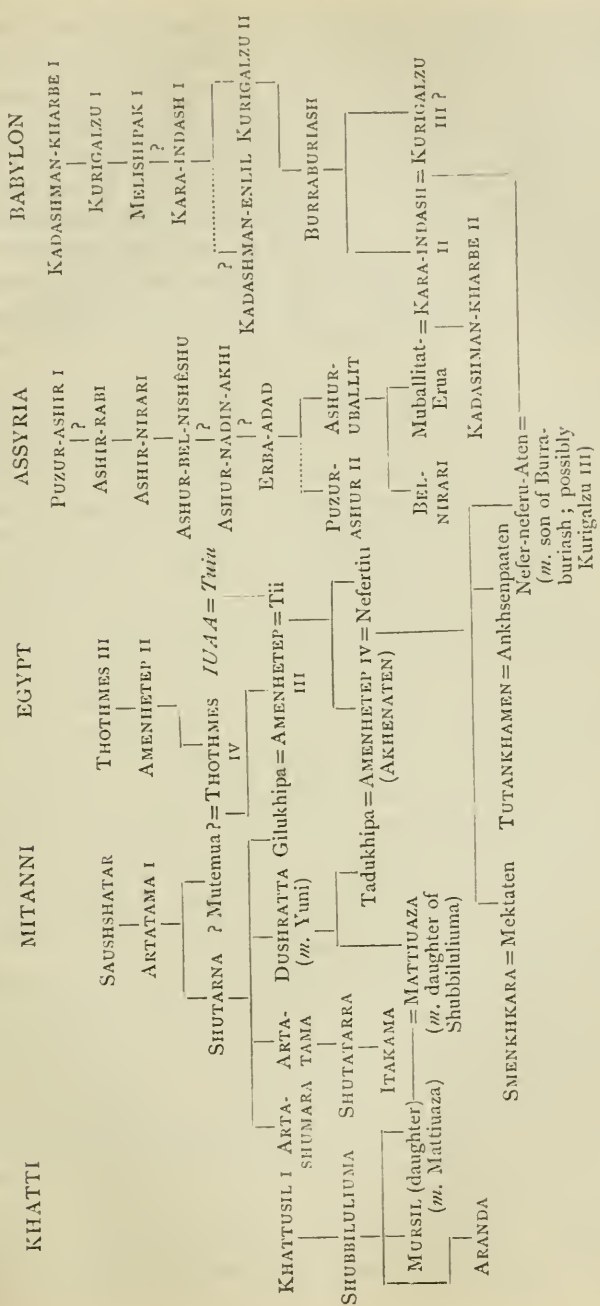 KHATTI MITANNI EGYPT ASSYRIA BABYLON
SAUSHSHATAR THOTHMES III PUZUR-ASHIR I KADASHMAN-KHARBE I
?
ARTATAMA I AMENHETEP II ASHIR-RABI KURIGALZU I
ASHIR-NIRARI MELISHIPAK I
?
SHUTARNA ? Mutemua ? = THOTHMES IUAA = Tuiu ASHUR-BEL-NISHÊSHU KARA-INDASH I
IV ?
ASHUR-NADIN-AKHI ?
? KADASHMAN-ENLIL KURIGALZU II
KHATTUSIL I ARTA- ARTA- DUSHRATTA Gilukhipa = AMENHETEP = Tii ERBA-ADAD
SHUMARA TAMA (m. Yuni) III
BURRABURIASH
SHUBBILULIUMA SHUTATARRA Tadukhipa = AMENHETEP IV = Nefertiu PUZUR- ASHUR-
(AKHENATEN) ASHUR II UBALLIT
ITAKAMA
MURSIL (daughter) = MATTIUAZA BEL- Muballitat- = KARA-INDASH = KURIGALZU
(m. Mattiuaza) (m. daughter of NIRARI Erua II III ?
Shubbiluliuma)
ARANDA KADASHMAN-KHARBE II
SMENKHKARA = Mektaten TUTANKHAMEN = Ankhsenpaaten
Nefer-neferu-Aten =
(m. son of Burra-
buriash ; possibly
Kurigalzu III)